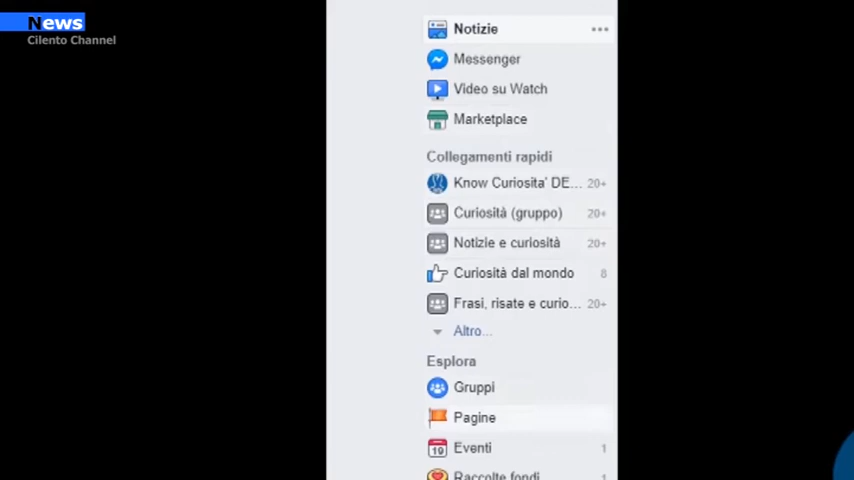 News
Cilento Channel
Notizie
Messenger
Video su Watch
Marketplace
Collegamenti rapidi
Know Curiosita' DE... 20+
Curiosità (gruppo) 20+
Notizie e curiosità 20+
Curiosità dal mondo 8
Frasi, risate e curio... 20+
Altro...
Esplora
Gruppi
Pagine
19 Eventi 1
Raccolte fondi 1